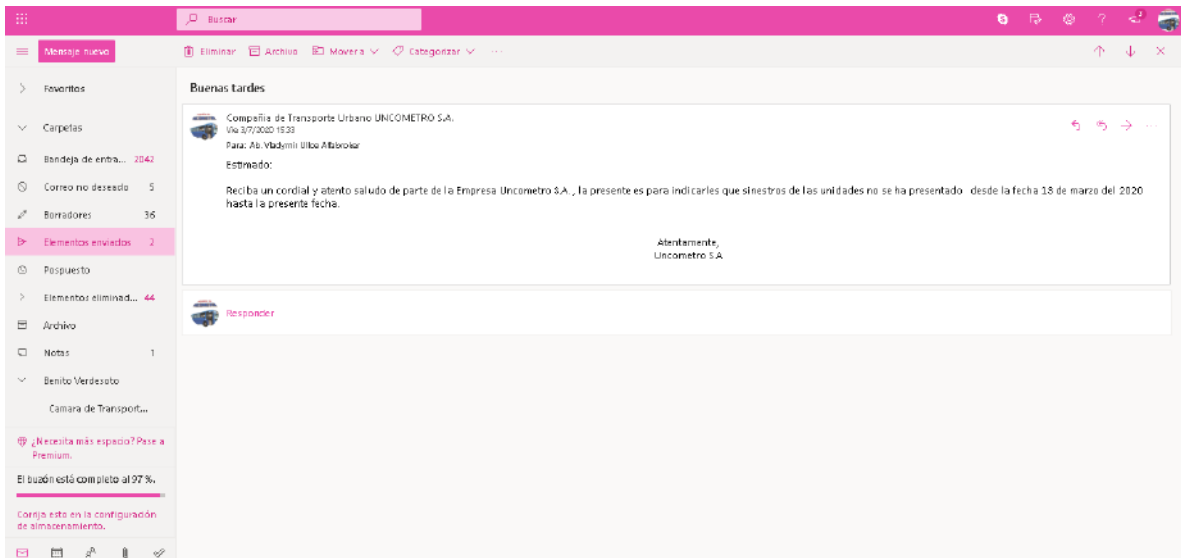 Buscar
Mensaje nuevo
Eliminar Archivo Mover a Categorizar ...
Favoritos
Carpetas
Bandeja de entra... 2042
Correo no deseado 5
Borradores 36
Elementos enviados 2
Pospuesto
Elementos eliminad... 44
Archivo
Notas 1
Benito Verdesoto
Camara de Transport...
¿Necesita más espacio? Pase a
Premium.
El buzón está completo al 97 %.
Corrija esto en la configuración
de almacenamiento.
Buenas tardes
Compañia de Transporte Urbano UNCOMETRO S.A.
Vie 3/7/2020 15:33
Para: Ab. Vladymir Ulloa
Estimado:
Reciba un cordial y atento saludo de parte de la Empresa Uncometro S.A., la presente es para indicarles que sinestros de las unidades no se ha presentado desde la fecha 18 de marzo del 2020
hasta la presente fecha.
Atentamente,
Uncometro S.A
Responder